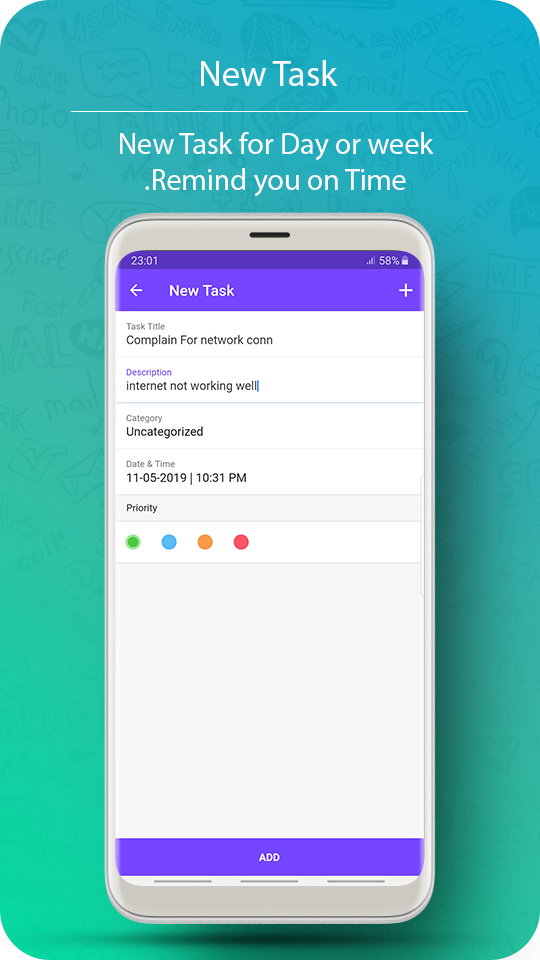 New Task
New Task for Day or week
.Remind you on Time
23:01
58%
New Task
Task Title
Complain For network conn
Description
internet not working well
Category
Uncategorized
Date & Time
11-05-2019 | 10:31 PM
Priority
ADD